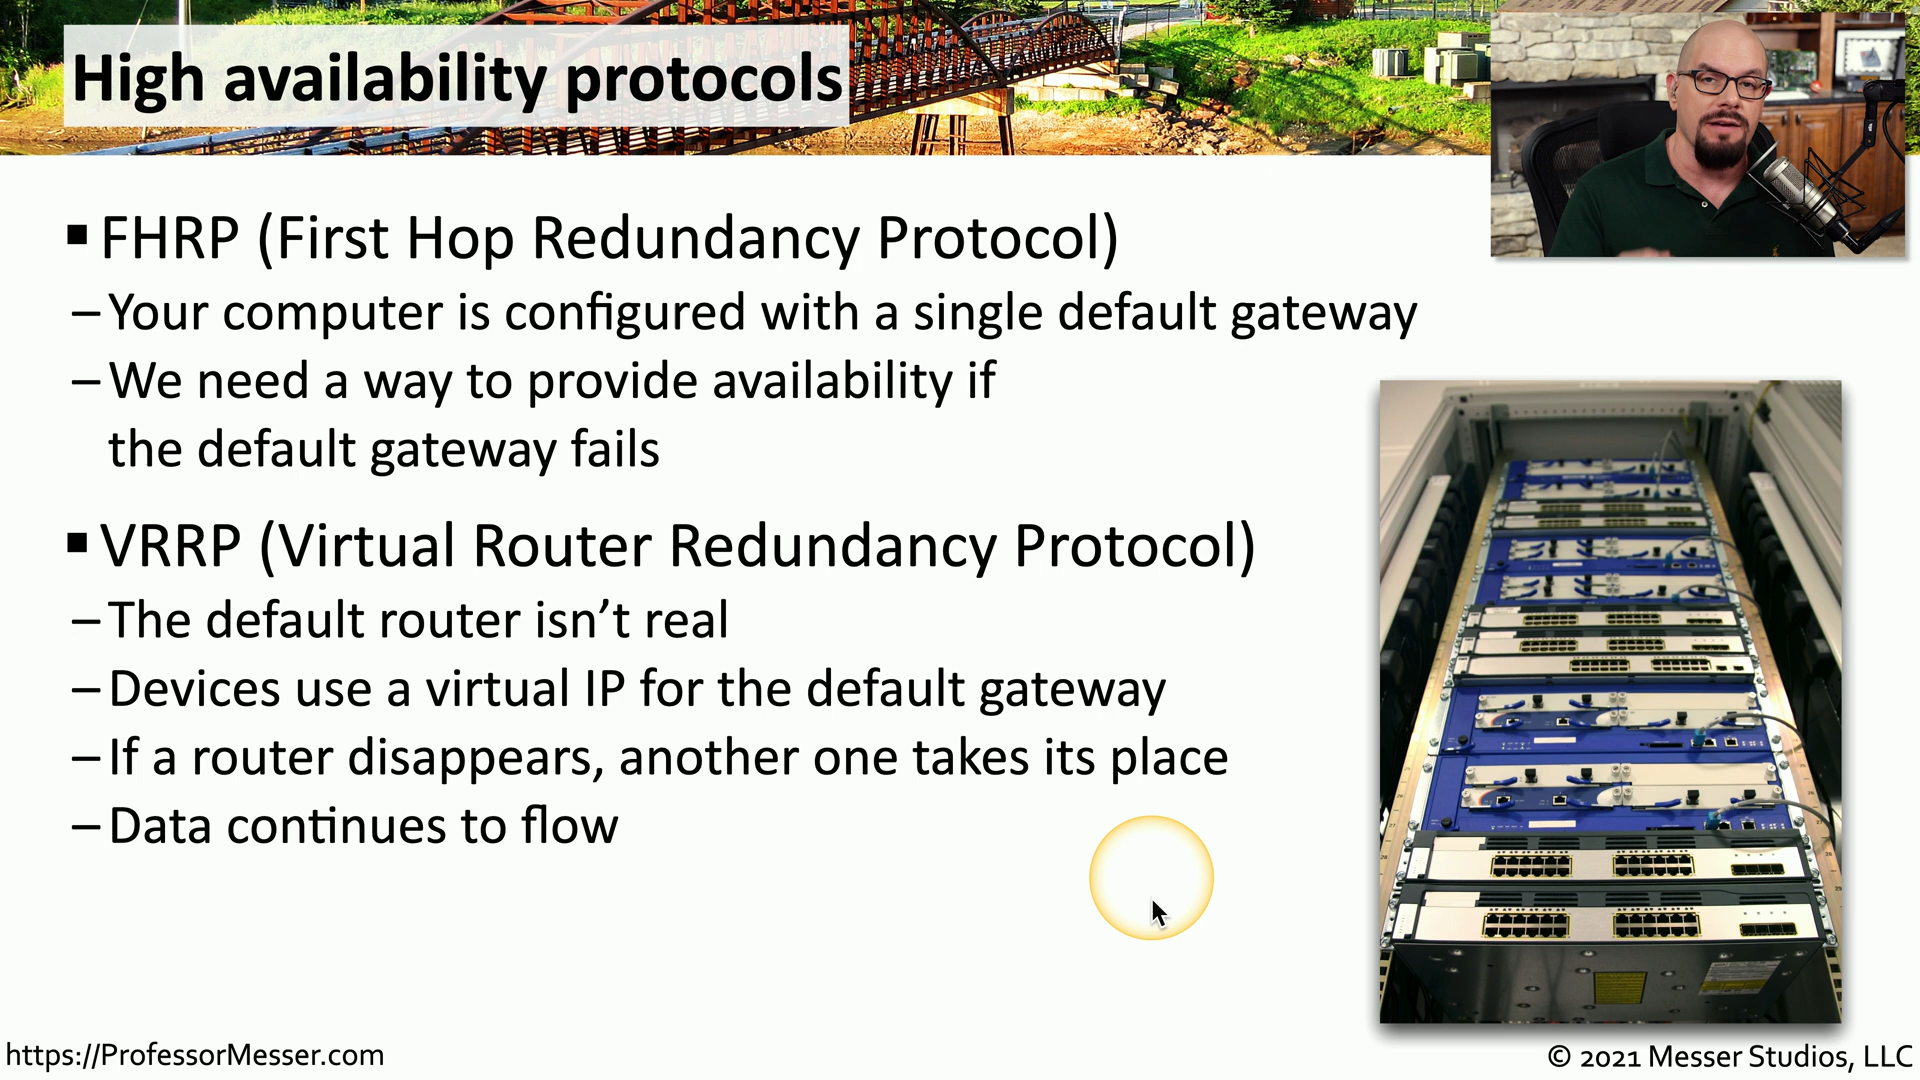 High availability protocols
▪ FHRP (First Hop Redundancy Protocol)
– Your computer is configured with a single default gateway
– We need a way to provide availability if
the default gateway fails
▪ VRRP (Virtual Router Redundancy Protocol)
– The default router isn’t real
– Devices use a virtual IP for the default gateway
– If a router disappears, another one takes its place
– Data continues to flow
https://ProfessorMesser.com
© 2021 Messer Studios, LLC